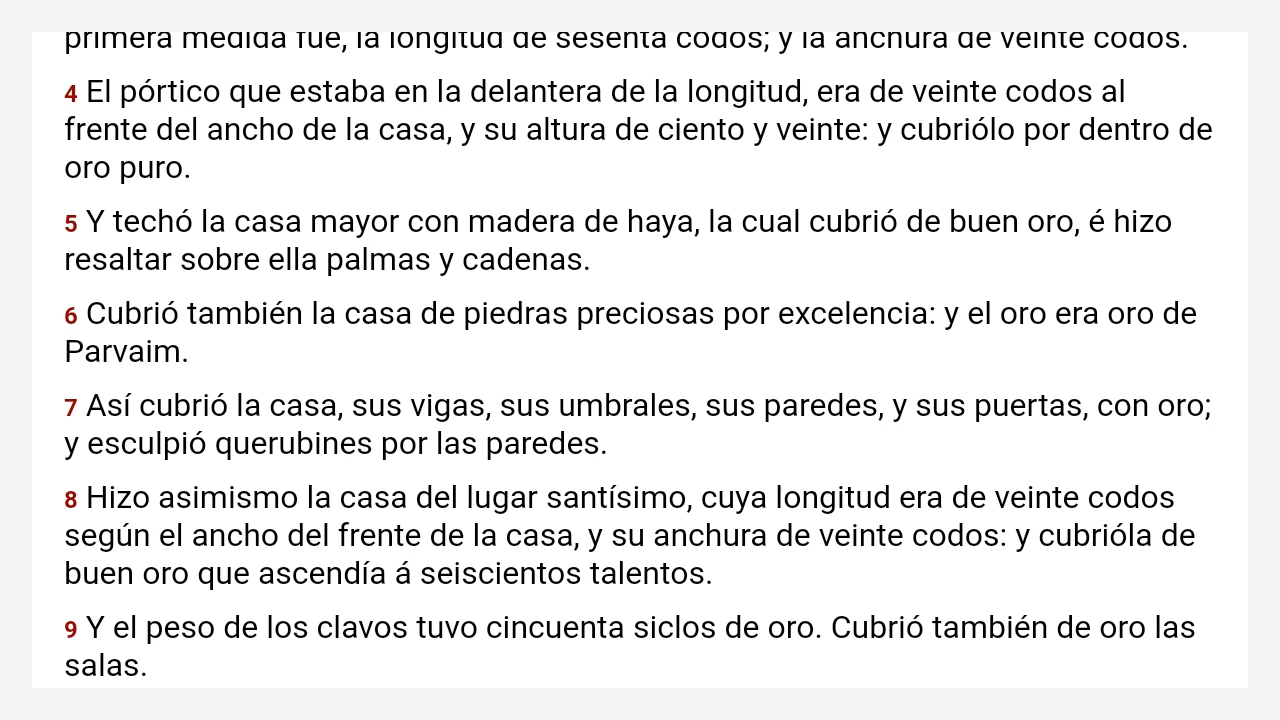 primera medida fue, la longitud de sesenta codos; y la anchura de veinte codos.
4 El pórtico que estaba en la delantera de la longitud, era de veinte codos al
frente del ancho de la casa, y su altura de ciento y veinte: y cubriólo por dentro de
oro puro.
5 Y techó la casa mayor con madera de haya, la cual cubrió de buen oro, é hizo
resaltar sobre ella palmas y cadenas.
6 Cubrió también la casa de piedras preciosas por excelencia: y el oro era oro de
Parvaim.
7 Así cubrió la casa, sus vigas, sus umbrales, sus paredes, y sus puertas, con oro;
y esculpió querubines por las paredes.
8 Hizo asimismo la casa del lugar santísimo, cuya longitud era de veinte codos
según el ancho del frente de la casa, y su anchura de veinte codos: y cubrióla de
buen oro que ascendía á seiscientos talentos.
9 Y el peso de los clavos tuvo cincuenta siclos de oro. Cubrió también de oro las
salas.